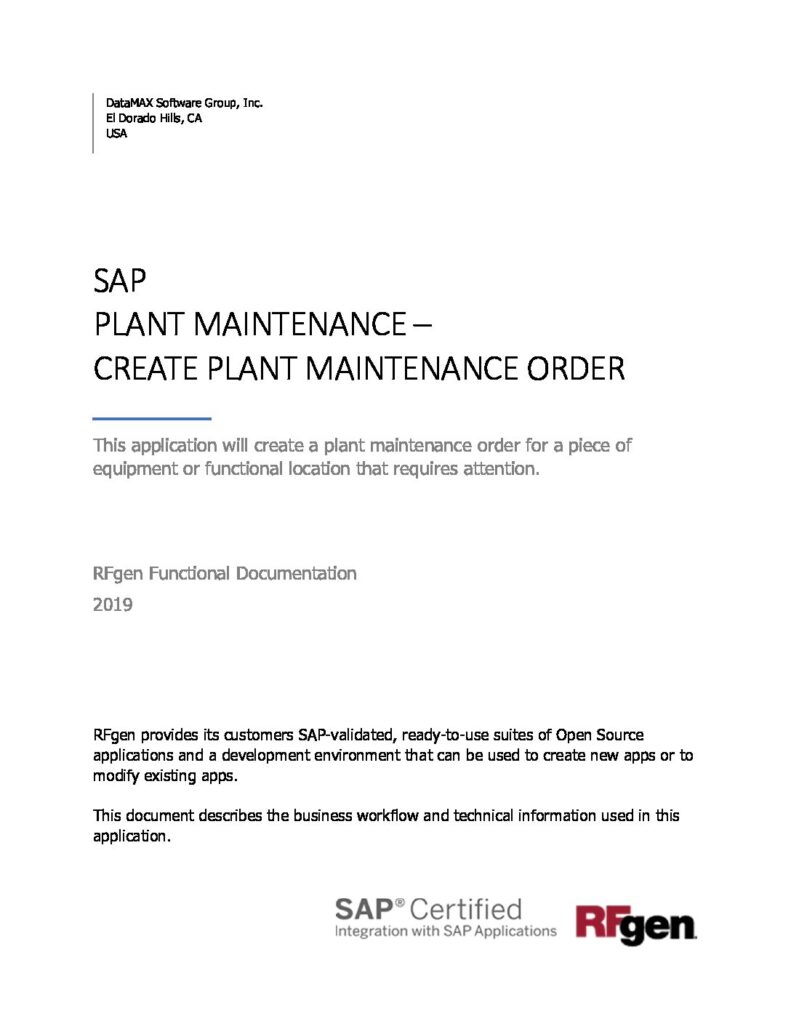 DataMAX Software Group, Inc.
El Dorado Hills, CA
USA
SAP
PLANT MAINTENANCE –
CREATE PLANT MAINTENANCE ORDER
This application will create a plant maintenance order for a piece of
equipment or functional location that requires attention.
RFgen Functional Documentation
2019
RFgen provides its customers SAP-validated, ready-to-use suites of Open Source
applications and a development environment that can be used to create new apps or to
modify existing apps.
This document describes the business workflow and technical information used in this
application.
SAP® Certified
Integration with SAP Applications
RFgen